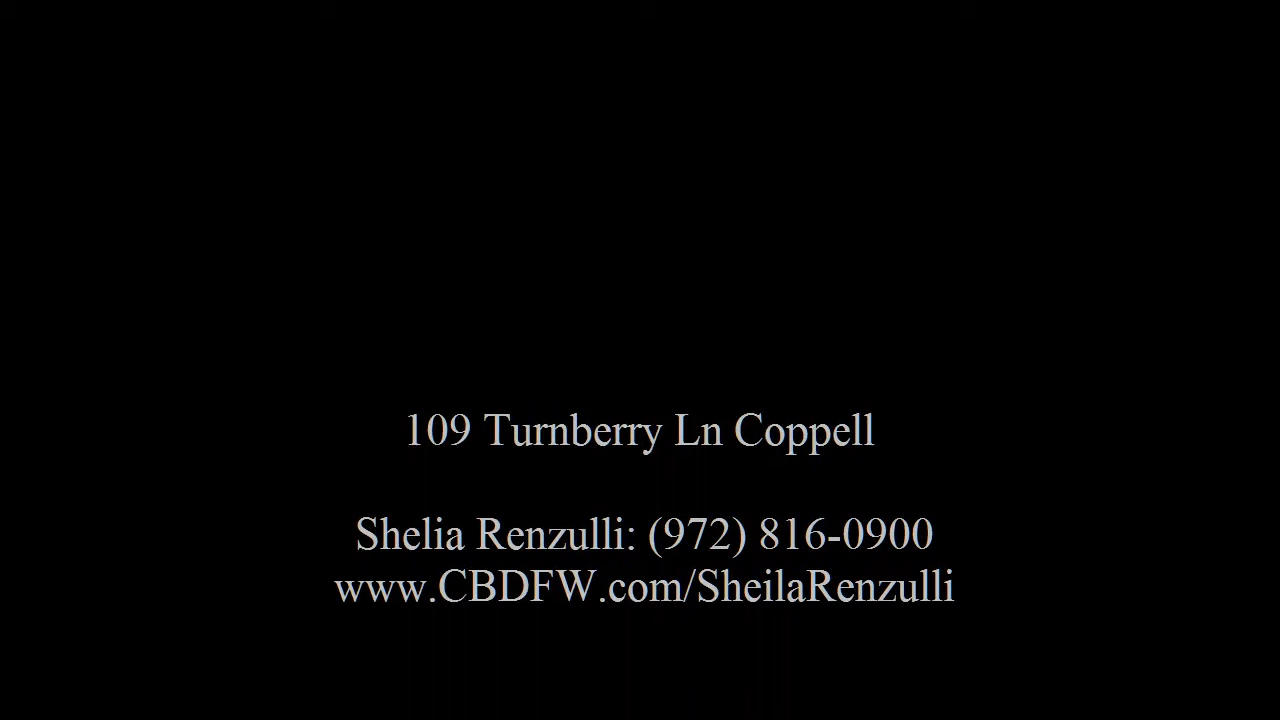 109 Turnberry Ln Coppell
Shelia Renzulli: (972) 816-0900
www.CBDFW.com/SheilaRenzulli